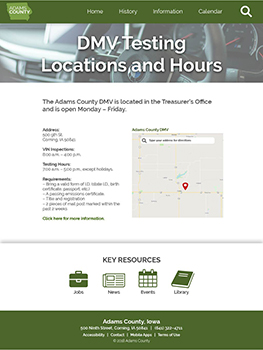 ADAMS
COUNTY
Home History Information Calendar
DMV Testing
Locations and Hours
The Adams County DMV is located in the Treasurer's Office
and is open Monday – Friday.
Address:
500 9th St.
Corning, IA 50841
VIN Inspections:
8:00 a.m. – 4:00 p.m.
Testing Hours:
7:00 a.m. – 5:00 p.m., except holidays.
Requirements:
– Bring a valid form of I.D. (state I.D., birth
certificate, passport, etc.)
– A passing emissions certificate.
– Title and registration
– 2 pieces of mail post marked within the
past 2 weeks
Click here for more information.
Adams County DMV
Type your address for directions
KEY RESOURCES
Jobs
News
Events
Library
Adams County, Iowa
500 Ninth Street, Corning, IA 50841 | (641) 322-4711
Accessibility | Contact | Mobile Apps | Terms of Use
© 2016 Adams County